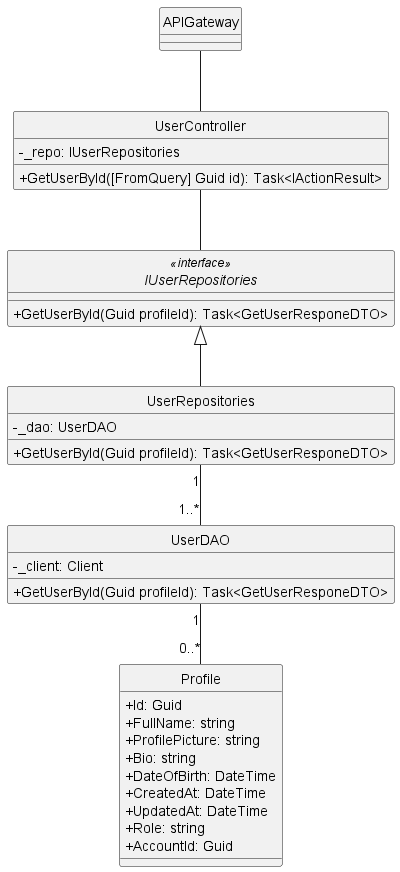 APIGateway
UserController
-_repo: IUserRepositories
+GetUserById([FromQuery] Guid id): Task<IActionResult>
«interface»
IUserRepositories
+GetUserById(Guid profileId): Task<GetUserResponeDTO>
UserRepositories
-_dao: UserDAO
+GetUserById(Guid profileId): Task<GetUserResponeDTO>
1
1..*
UserDAO
-_client: Client
+GetUserById(Guid profileId): Task<GetUserResponeDTO>
1
0..*
Profile
+Id: Guid
+FullName: string
+ProfilePicture: string
+Bio: string
+DateOfBirth: DateTime
+CreatedAt: DateTime
+UpdatedAt: DateTime
+Role: string
+AccountId: Guid